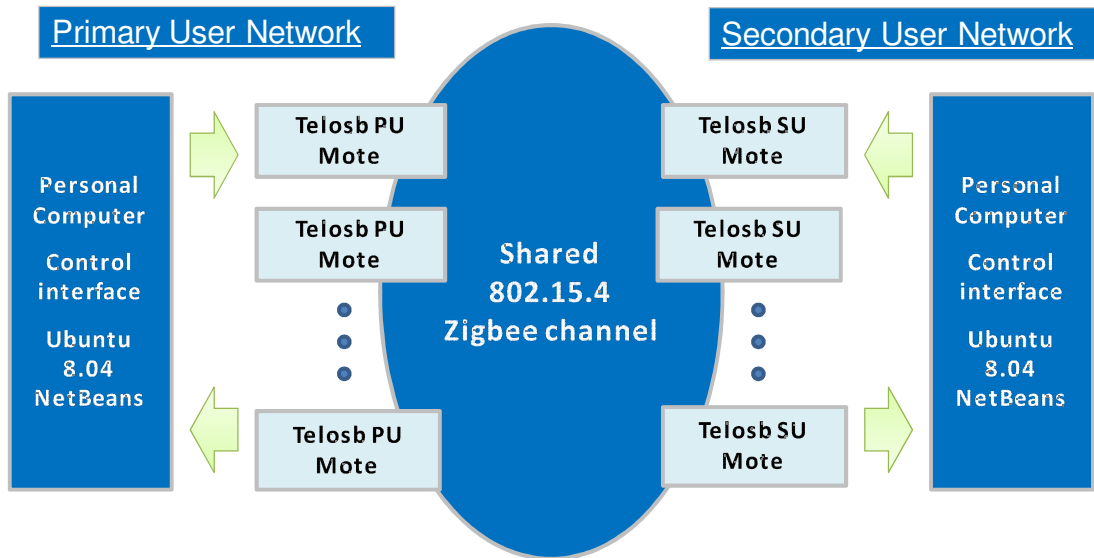 Primary User Network
Secondary User Network
Personal
Computer
Control
interface
Ubuntu
8.04
NetBeans
Telosb PU
Mote
Telosb PU
Mote
Telosb PU
Mote
Shared
802.15.4
Zigbee channel
Telosb SU
Mote
Telosb SU
Mote
Telosb SU
Mote
Personal
Computer
Control
interface
Ubuntu
8.04
NetBeans